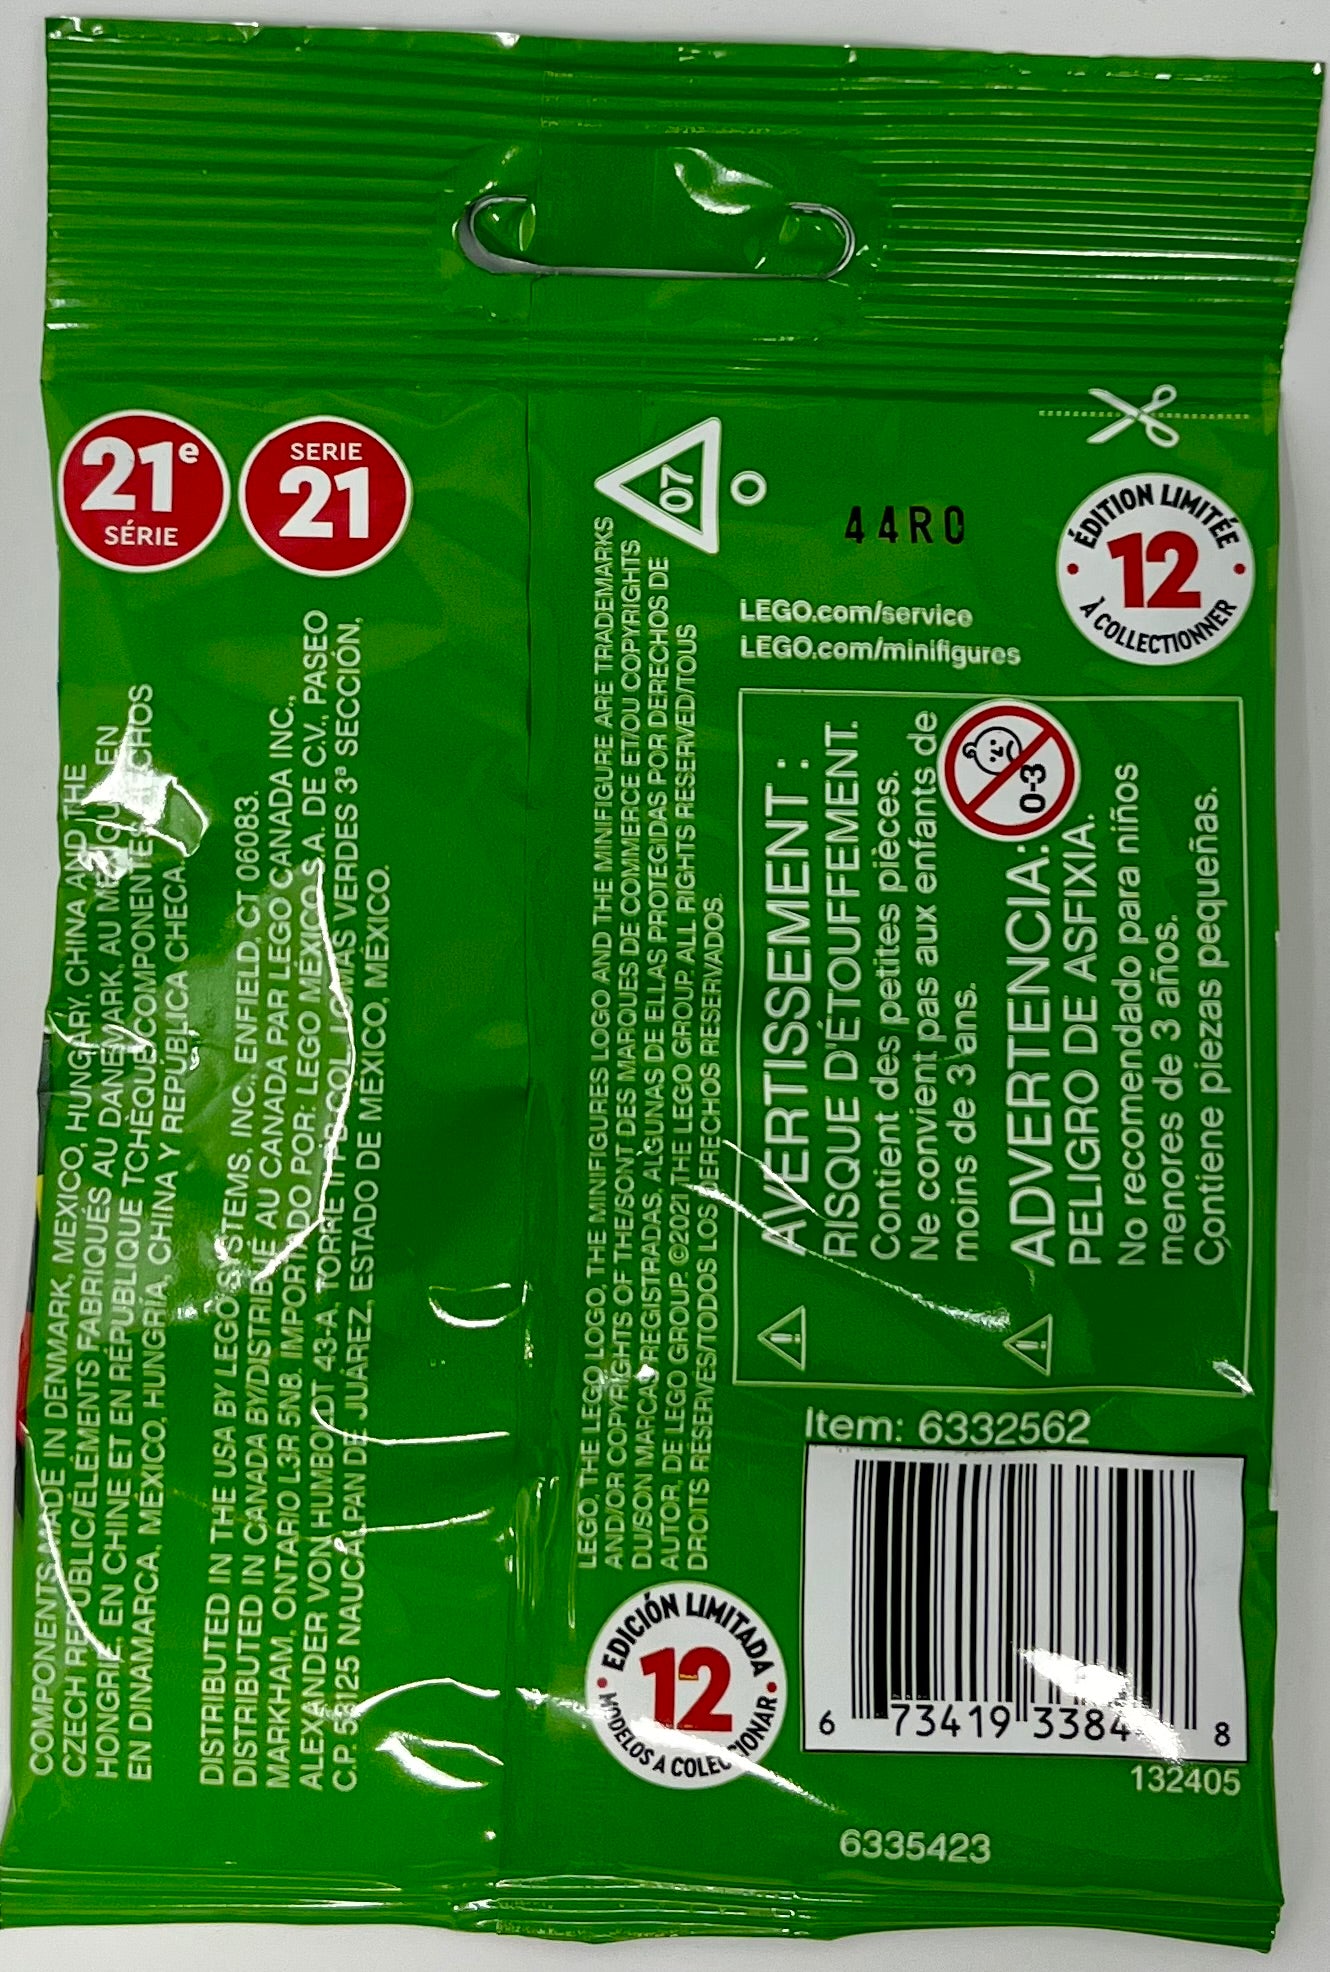 21e
SÉRIE
SERIE
21
COMPONENTS MADE IN DENMARK, MEXICO, HUNGARY, CHINA AND THE
CZECH REPUBLIC/ÉLÉMENTS FABRIQUÉS AU DANEMARK, AU MEXIQUE, EN
HONGRIE, EN CHINE ET EN RÉPUBLIQUE TCHÈQUE/COMPONENTES HECHOS
EN DINAMARCA, MÉXICO, HUNGRÍA, CHINA Y REPÚBLICA CHECA.
DISTRIBUTED IN THE USA BY LEGO SYSTEMS, INC., ENFIELD, CT 06083.
DISTRIBUTED IN CANADA BY/DISTRIBUÉ AU CANADA PAR LEGO CANADA INC.,
MARKHAM, ONTARIO L3R 5N8. IMPORTADO POR: LEGO MÉXICO S.A. DE C.V., PASEO
ALEXANDER VON HUMBOLDT 43-A, TORRE COL. LOMAS VERDES 3ª SECCIÓN,
C.P. 53125 NAUCALPAN DE JUÁREZ, ESTADO DE MÉXICO, MÉXICO.
07
O
LEGO, THE LEGO LOGO, THE MINIFIGURES LOGO AND THE MINIFIGURE ARE TRADEMARKS
AND/OR COPYRIGHTS OF THE/SONT DES MARQUES DE COMMERCE ET/OU COPYRIGHTS
DU/SON MARCAS REGISTRADAS, ALGUNAS DE ELLAS PROTEGIDAS POR DERECHOS DE
AUTOR, DE LEGO GROUP. ©2021 THE LEGO GROUP. ALL RIGHTS RESERVED/TOUS
DROITS RÉSERVÉS/TODOS LOS DERECHOS RESERVADOS.
44R0
LEGO.com/service
LEGO.com/minifigures
ÉDITION LIMITÉE
12
À COLLECTIONNER
AVERTISSEMENT :
RISQUE D'ÉTOUFFEMENT.
Contient des petites pièces.
Ne convient pas aux enfants de
moins de 3 ans.
0-3
ADVERTENCIA:
PELIGRO DE ASFIXIA.
No recomendado para niños
menores de 3 años.
Contiene piezas pequeñas.
EDICIÓN LIMITADA
12
MODELOS A COLECCIONAR
Item: 6332562
6 73419 3384 8
132405
6335423